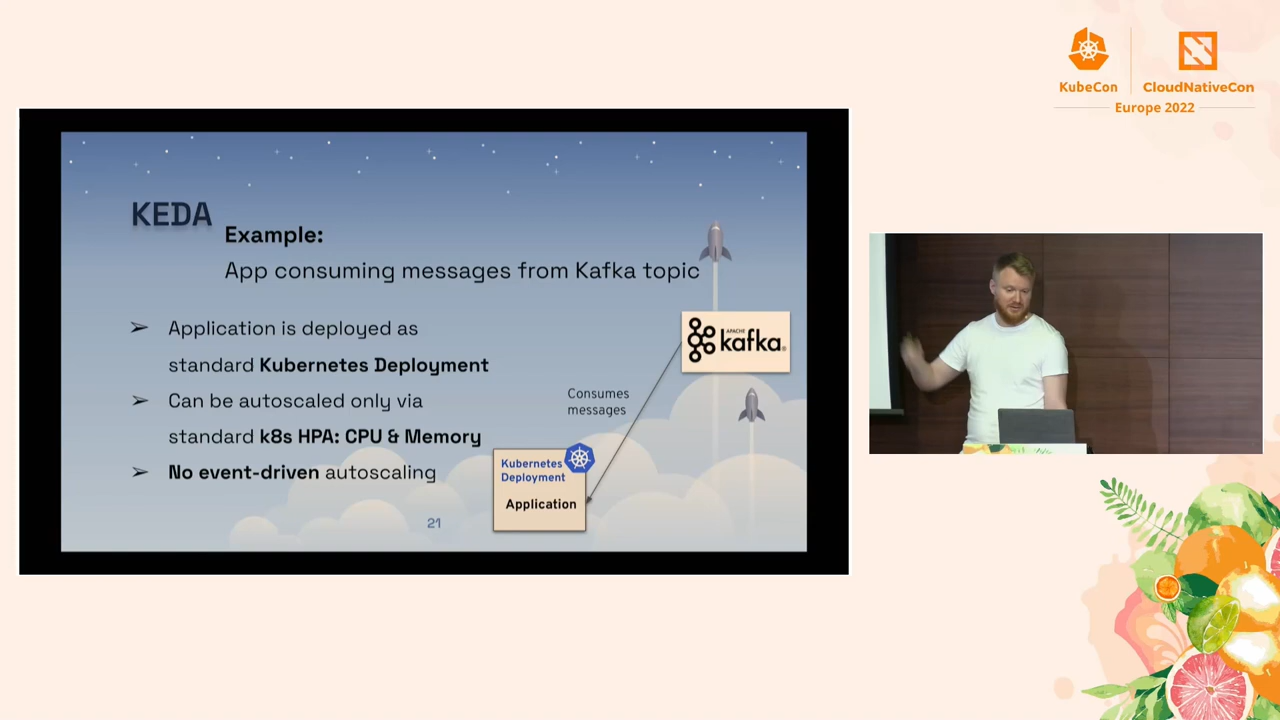 KubeCon
CloudNativeCon
Europe 2022
KEDA
Example:
App consuming messages from Kafka topic
➢ Application is deployed as
standard Kubernetes Deployment
➢ Can be autoscaled only via
standard k8s HPA: CPU & Memory
➢ No event-driven autoscaling
APACHE
kafka®
Consumes
messages
Kubernetes
Deployment
Application
21